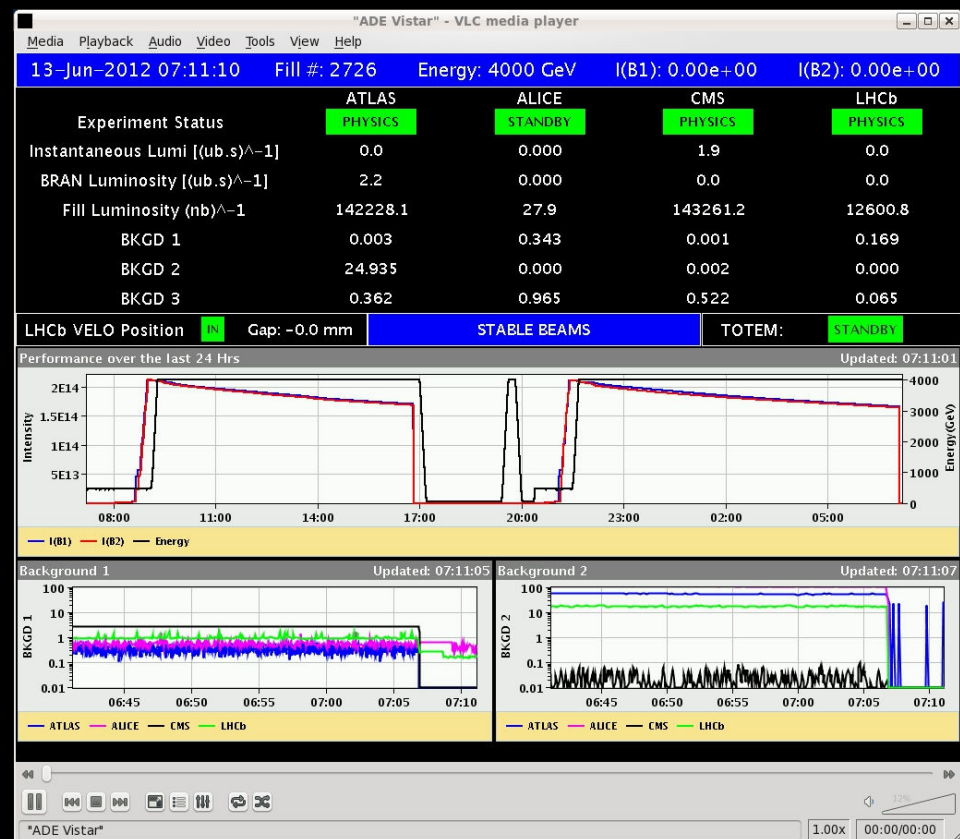 "ADE Vistar" - VLC media player
Media Playback Audio Video Tools View Help
13-Jun-2012 07:11:10 Fill #: 2726 Energy: 4000 GeV I(B1): 0.00e+00 I(B2): 0.00e+00
ATLAS ALICE CMS LHCb
Experiment Status PHYSICS STANDBY PHYSICS PHYSICS
Instantaneous Lumi [(ub.s)^-1] 0.0 0.000 1.9 0.0
BRAN Luminosity [(ub.s)^-1] 2.2 0.000 0.0 0.0
Fill Luminosity (nb)^-1 142228.1 27.9 143261.2 12600.8
BKGD 1 0.003 0.343 0.001 0.169
BKGD 2 24.935 0.000 0.002 0.000
BKGD 3 0.362 0.965 0.522 0.065
LHCb VELO Position IN Gap: -0.0 mm STABLE BEAMS TOTEM: STANDBY
Performance over the last 24 Hrs Updated: 07:11:01
Intensity
2E14
1.5E14
1E14
5E13
4000
3000
2000
1000
0
Energy(GeV)
08:00 11:00 14:00 17:00 20:00 23:00 02:00 05:00
I(B1) I(B2) Energy
Background 1 Updated: 07:11:05
BKGD 1
100
10
1
0.1
0.01
06:45 06:50 06:55 07:00 07:05 07:10
ATLAS ALICE CMS LHCb
Background 2 Updated: 07:11:07
BKGD 2
100
10
1
0.1
0.01
06:45 06:50 06:55 07:00 07:05 07:10
ATLAS ALICE CMS LHCb
12%
"ADE Vistar" 1.00x 00:00/00:00